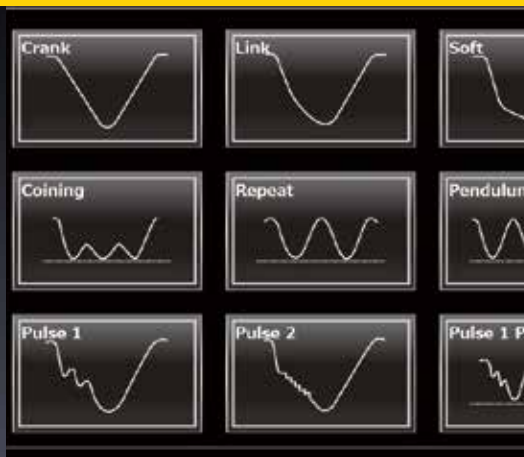 Crank
Link
Soft
Coining
Repeat
Pendulum
Pulse 1
Pulse 2
Pulse 1 P